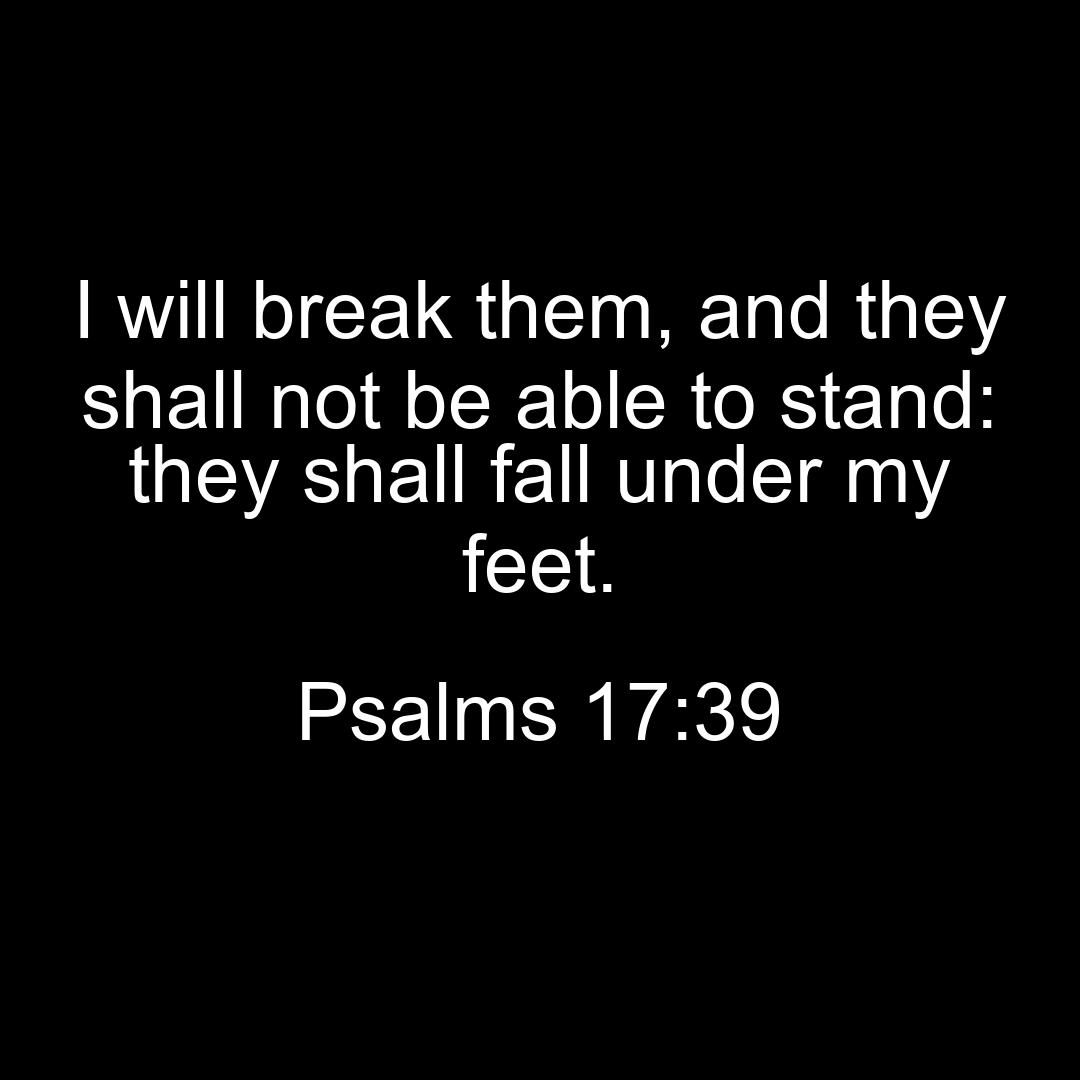 I will break them, and they
shall not be able to stand:
they shall fall under my
feet.
Psalms 17:39